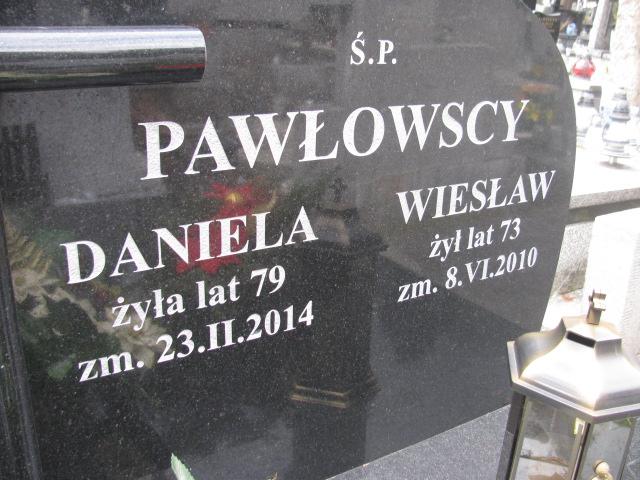 Ś.P.
PAWŁOWSCY
DANIELA
żyła lat 79
zm. 23.II.2014
WIESŁAW
żył lat 73
zm. 8.VI.2010